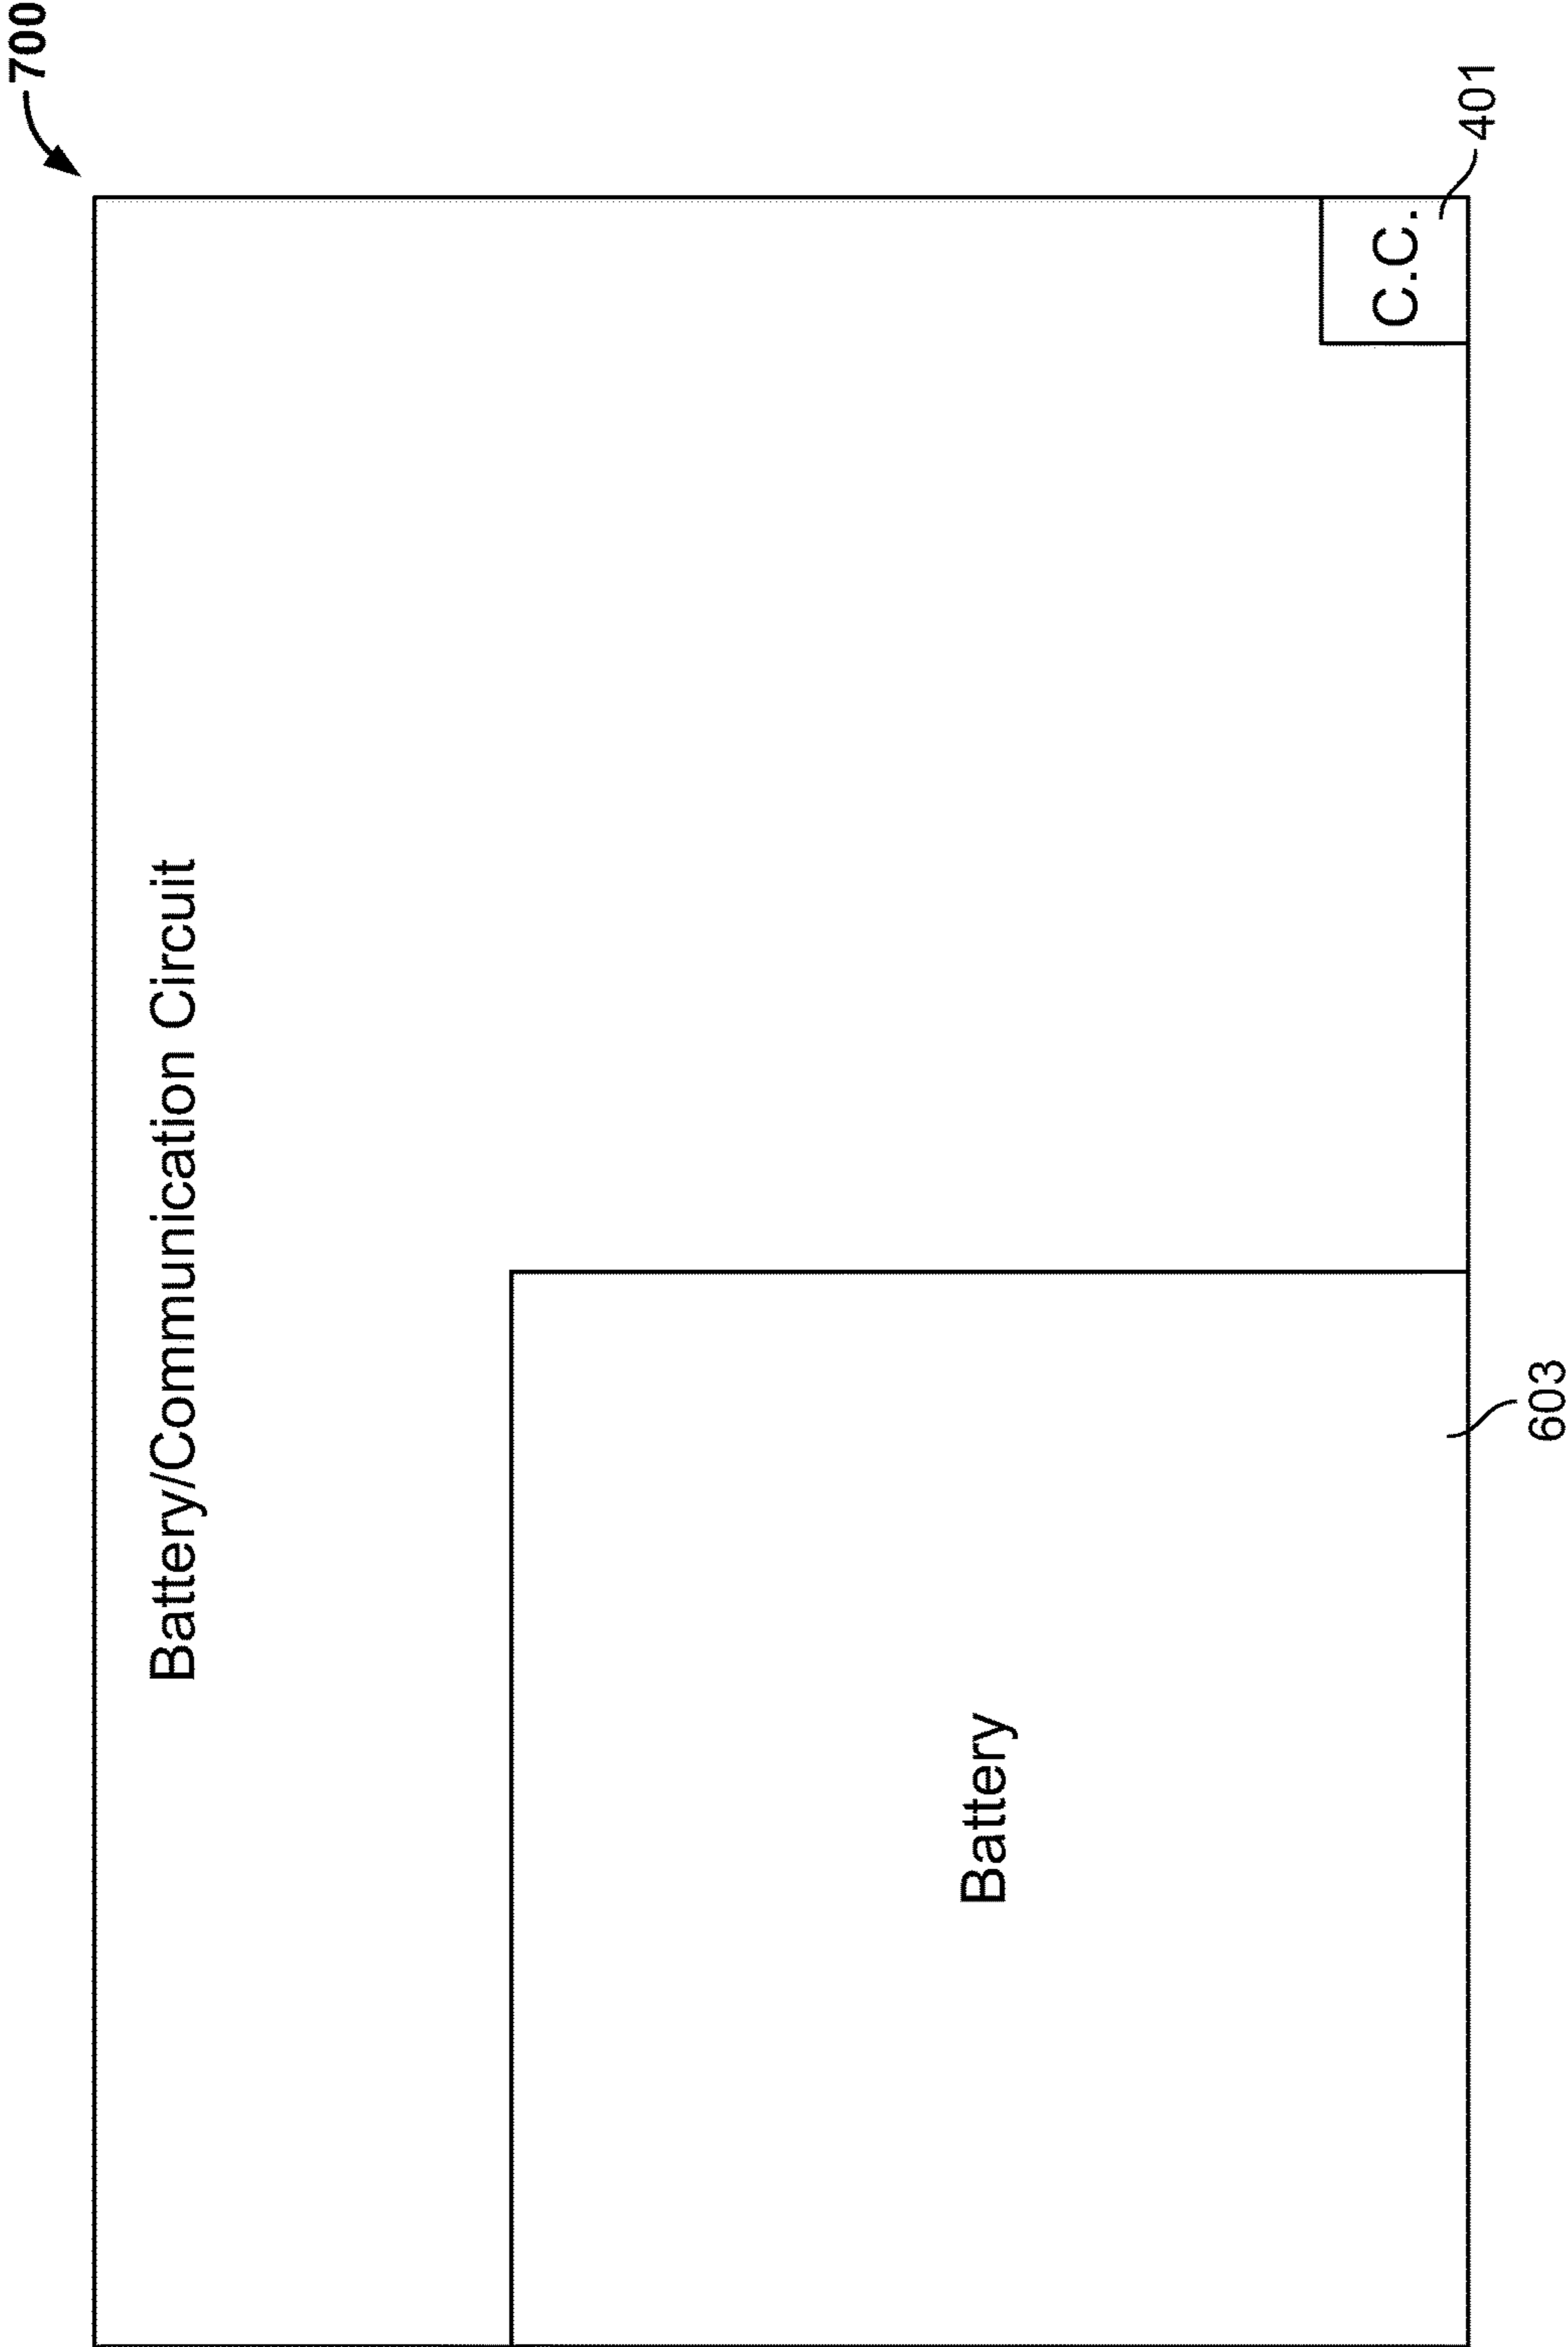 700
Battery/Communication Circuit
Battery
C.C.
401
603